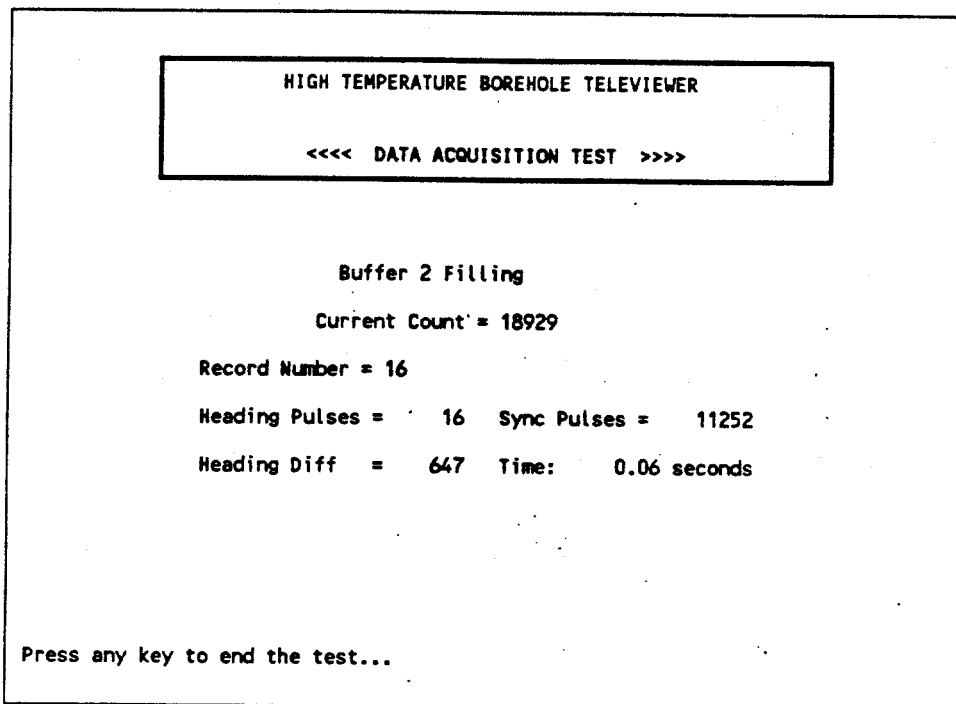 HIGH TEMPERATURE BOREHOLE TELEVIEWER
<<<< DATA ACQUISITION TEST >>>>
Buffer 2 Filling
Current Count = 18929
Record Number = 16
Heading Pulses = 16 Sync Pulses = 11252
Heading Diff = 647 Time: 0.06 seconds
Press any key to end the test...